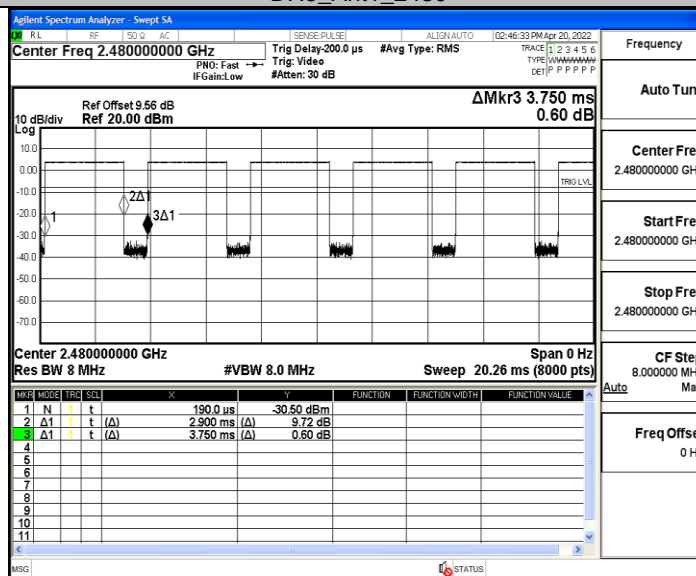 Agilent Spectrum Analyzer - Swept SA
RL RF 50 Ω AC SENSE:PULSE ALIGN AUTO 02:46:33 PM Apr 20, 2022
Center Freq 2.480000000 GHz
PNO: Fast
IFGain:Low
Trig Delay-200.0 µs
Trig: Video
#Atten: 30 dB
#Avg Type: RMS
TRACE 1 2 3 4 5 6
TYPE
DET P P P P P P
Frequency
Auto Tun
Center Fre
2.480000000 GH
Start Fre
2.480000000 GH
Stop Fre
2.480000000 GH
CF Ste
8.000000 MH
Auto Ma
Freq Offse
0 H
ΔMkr3 3.750 ms
0.60 dB
Ref Offset 9.56 dB
10 dB/div Ref 20.00 dBm
Log
10.0
0.00
-10.0
-20.0
-30.0
-40.0
-50.0
-60.0
-70.0
TRIG LVL
1
2Δ1
3Δ1
Center 2.480000000 GHz Span 0 Hz
Res BW 8 MHz #VBW 8.0 MHz Sweep 20.26 ms (8000 pts)
MKR MODE TRC SCL X Y FUNCTION FUNCTION WIDTH FUNCTION VALUE
1 N 1 t 190.0 µs -30.50 dBm
2 Δ1 1 t (Δ) 2.900 ms (Δ) 9.72 dB
3 Δ1 1 t (Δ) 3.750 ms (Δ) 0.60 dB
4
5
6
7
8
9
10
11
MSG STATUS